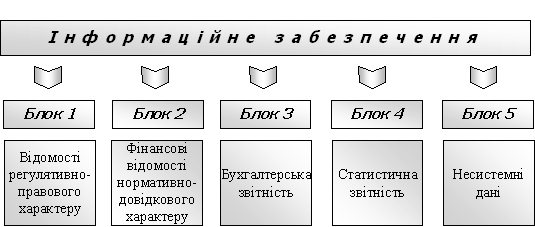 Інформаційне забезпечення
Блок 1
Блок 2
Блок 3
Блок 4
Блок 5
Відомості
регулятивно-
правового
характеру
Фінансові
відомості
нормативно-
довідкового
характеру
Бухгалтерська
звітність
Статистична
звітність
Несистемні
дані